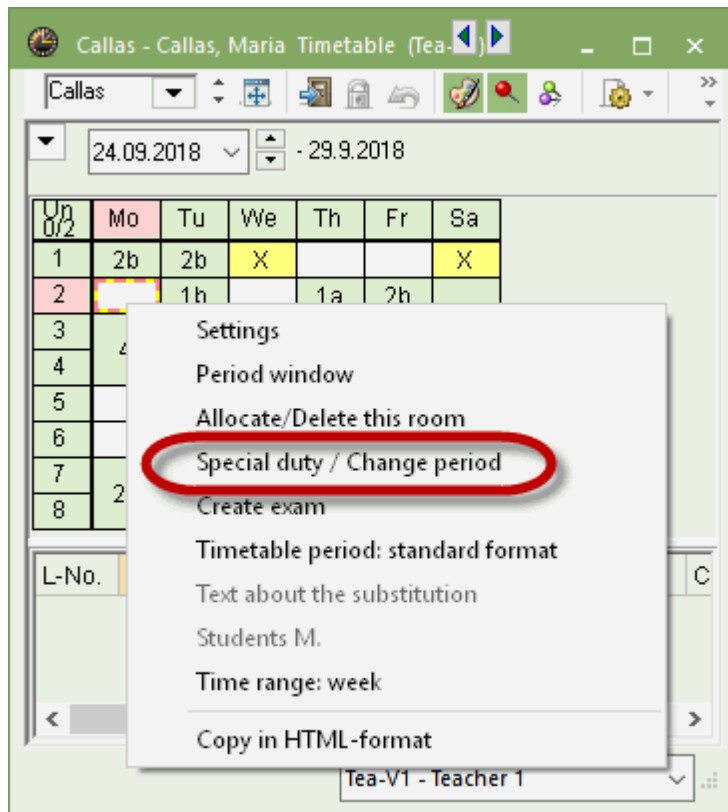 Callas - Callas, Maria Timetable (Tea- )
Callas
24.09.2018 - 29.9.2018
Mo Tu We Th Fr Sa
1 2b 2b X X
2 1b 1a 2b
3
4
5
6
7
8
Settings
Period window
Allocate/Delete this room
Special duty / Change period
Create exam
Timetable period: standard format
Text about the substitution
Students M.
Time range: week
Copy in HTML-format
L-No. C
Tea-V1 - Teacher 1